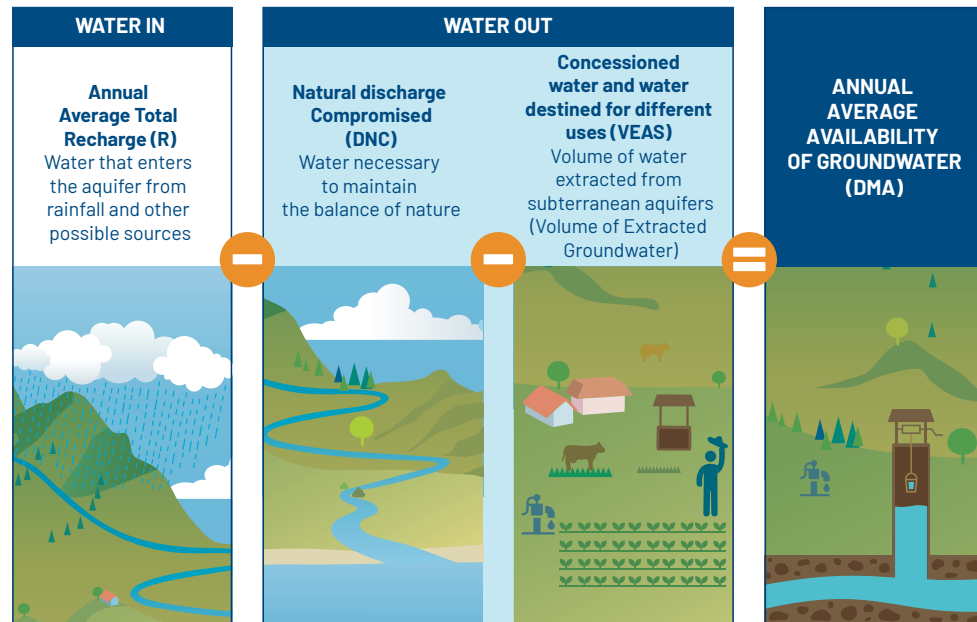 WATER IN
Annual
Average Total
Recharge (R)
Water that enters
the aquifer from
rainfall and other
possible sources
WATER OUT
Natural discharge
Compromised
(DNC)
Water necessary
to maintain
the balance of nature
Concessioned
water and water
destined for different
uses (VEAS)
Volume of water
extracted from
subterranean aquifers
(Volume of Extracted
Groundwater)
ANNUAL
AVERAGE
AVAILABILITY
OF GROUNDWATER
(DMA)